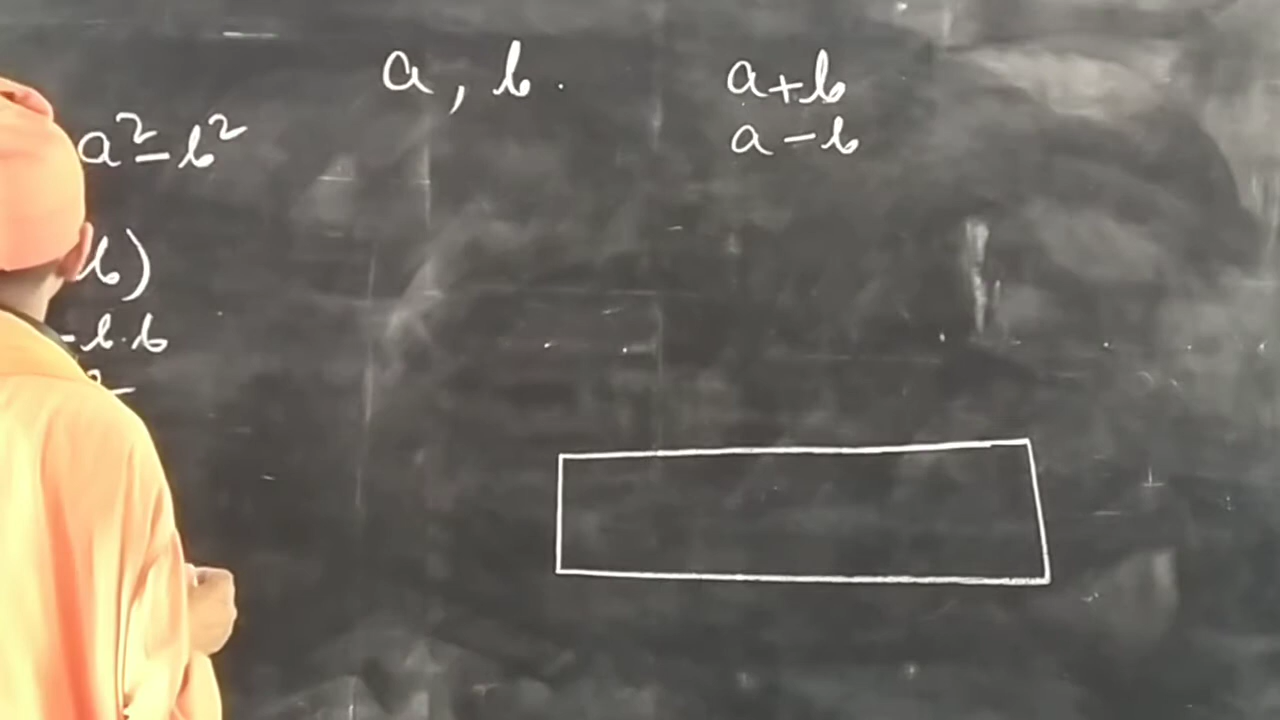 a, b.
a+b
a-b
a²-b²
b)
-b.b